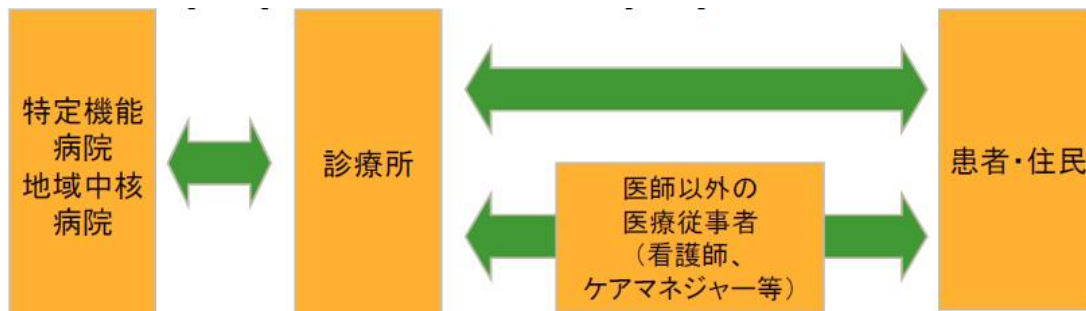 特定機能
病院
地域中核
病院
診療所
医師以外の
医療従事者
（看護師、
ケアマネジャー等）
患者・住民